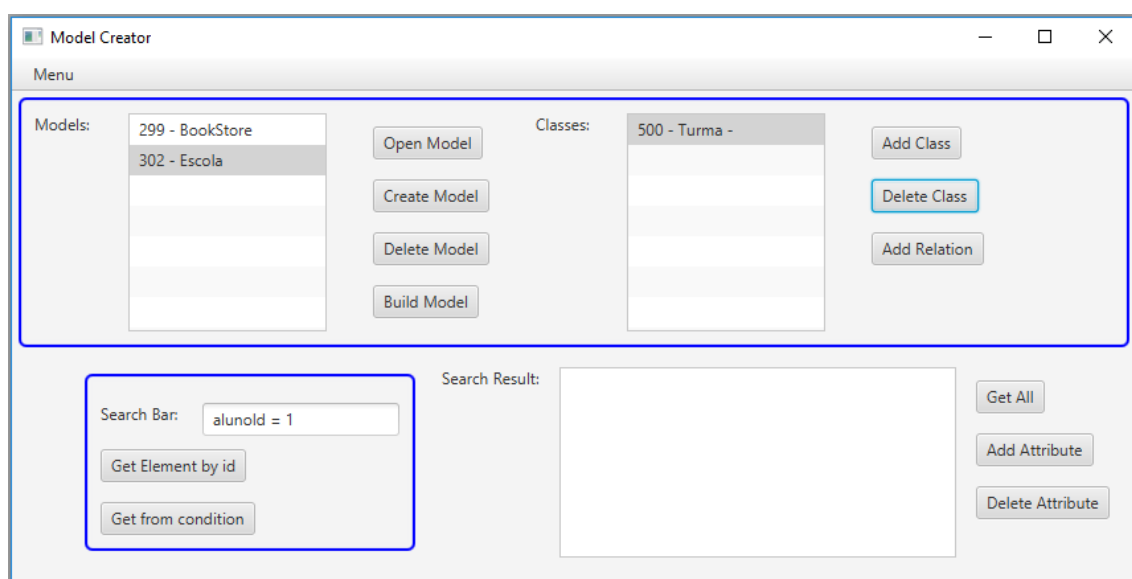 Model Creator
Menu
Models:
299 - BookStore
302 - Escola
Open Model
Create Model
Delete Model
Build Model
Classes:
500 - Turma -
Add Class
Delete Class
Add Relation
Search Bar:
alunoId = 1
Get Element by id
Get from condition
Search Result:
Get All
Add Attribute
Delete Attribute